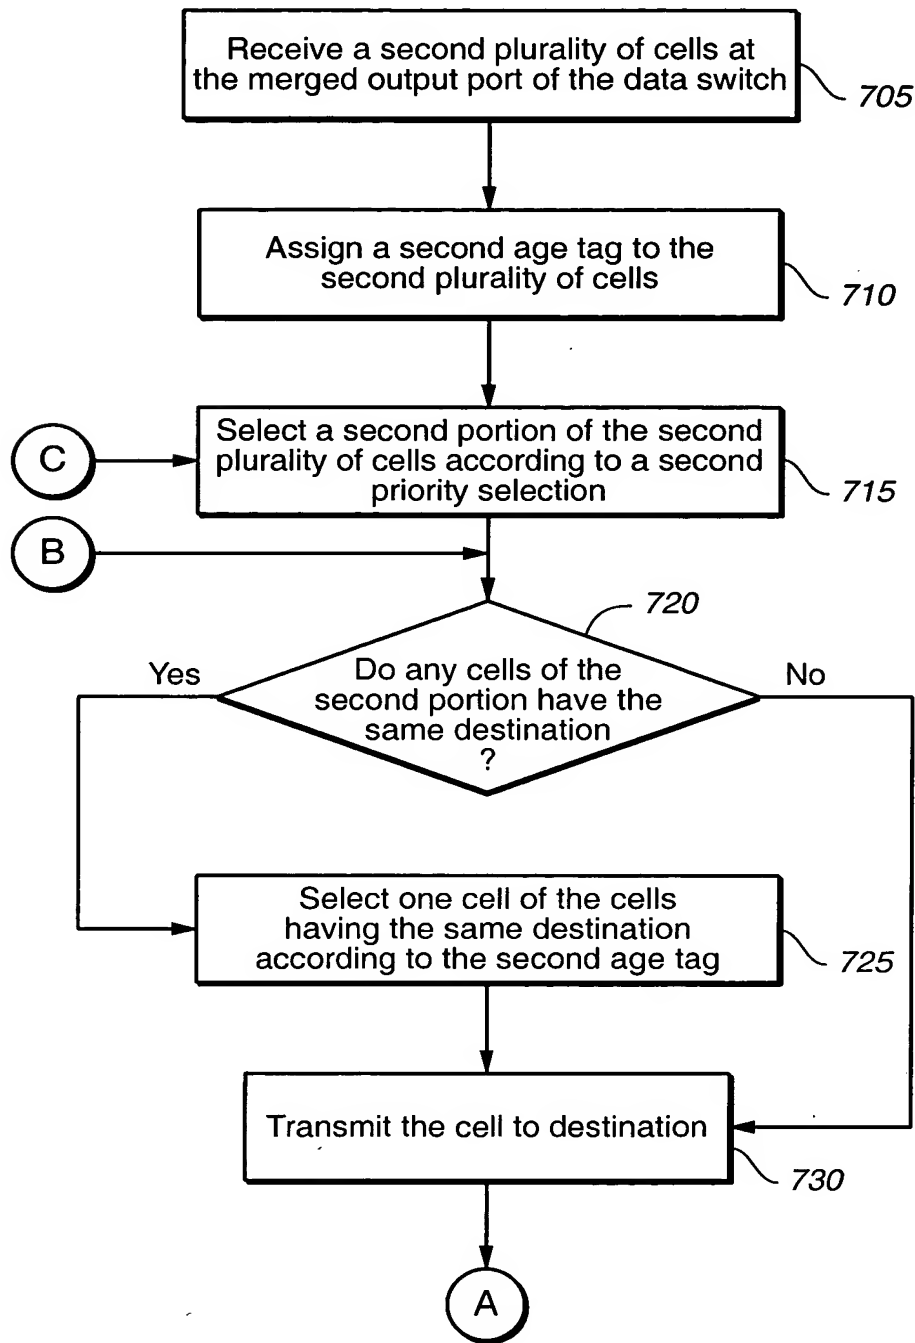 Receive a second plurality of cells at
the merged output port of the data switch
705
Assign a second age tag to the
second plurality of cells
710
C
Select a second portion of the second
plurality of cells according to a second
priority selection
715
B
720
Yes
Do any cells of the
second portion have the
same destination
?
No
Select one cell of the cells
having the same destination
according to the second age tag
725
Transmit the cell to destination
730
A